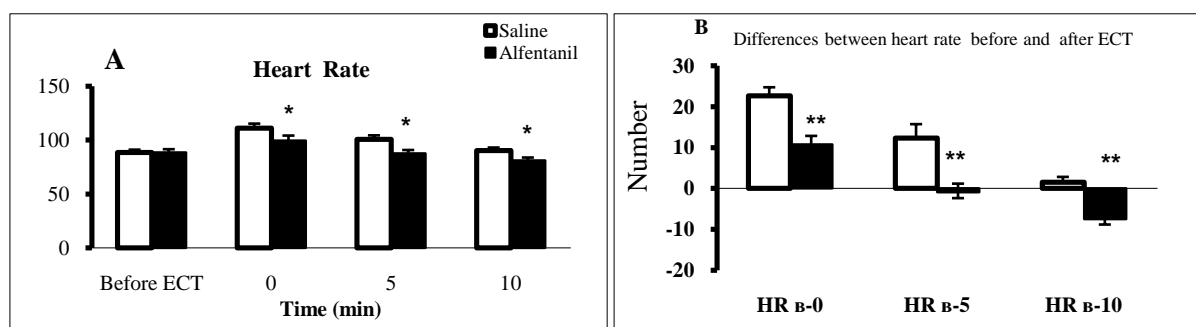 Saline
Alfentanil
A
Heart Rate
150
100
50
0
*
*
*
Before ECT 0 5 10
Time (min)
B
Differences between heart rate before and after ECT
Number
30
20
10
0
-10
-20
**
**
**
HR B-0 HR B-5 HR B-10